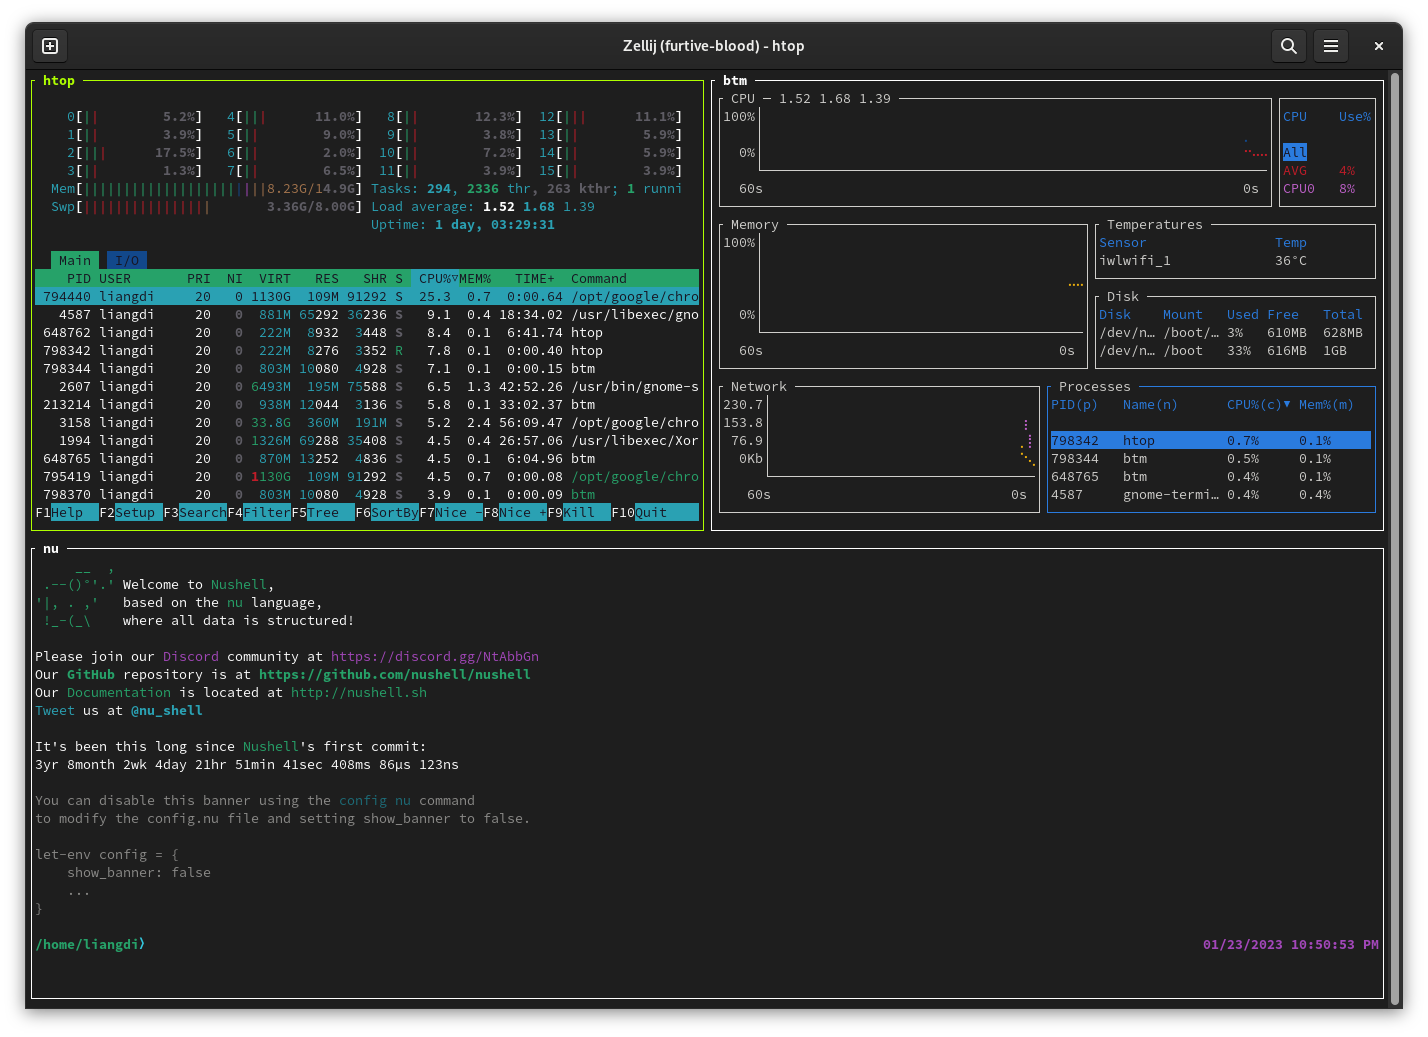 Zellij (furtive-blood) - htop
htop
0[|| 5.2%] 4[||| 11.0%] 8[|| 12.3%] 12[||| 11.1%]
1[|| 3.9%] 5[|| 9.0%] 9[|| 3.8%] 13[|| 5.9%]
2[||| 17.5%] 6[|| 2.0%] 10[|| 7.2%] 14[|| 5.9%]
3[|| 1.3%] 7[|| 6.5%] 11[|| 3.9%] 15[|| 3.9%]
Mem[|||||||||||||||||||||||8.23G/14.9G] Tasks: 294, 2336 thr, 263 kthr; 1 runni
Swp[|||||||||||||||| 3.36G/8.00G] Load average: 1.52 1.68 1.39
Uptime: 1 day, 03:29:31
Main I/O
PID USER PRI NI VIRT RES SHR S CPU%▽MEM% TIME+ Command
794440 liangdi 20 0 1130G 109M 91292 S 25.3 0.7 0:00.64 /opt/google/chro
4587 liangdi 20 0 881M 65292 36236 S 9.1 0.4 18:34.02 /usr/libexec/gno
648762 liangdi 20 0 222M 8932 3448 S 8.4 0.1 6:41.74 htop
798342 liangdi 20 0 222M 8276 3352 R 7.8 0.1 0:00.40 htop
798344 liangdi 20 0 803M 10080 4928 S 7.1 0.1 0:00.15 btm
2607 liangdi 20 0 6493M 195M 75588 S 6.5 1.3 42:52.26 /usr/bin/gnome-s
213214 liangdi 20 0 938M 12044 3136 S 5.8 0.1 33:02.37 btm
3158 liangdi 20 0 33.8G 360M 191M S 5.2 2.4 56:09.47 /opt/google/chro
1994 liangdi 20 0 1326M 69288 35408 S 4.5 0.4 26:57.06 /usr/libexec/Xor
648765 liangdi 20 0 870M 13252 4836 S 4.5 0.1 6:04.96 btm
795419 liangdi 20 0 1130G 109M 91292 S 4.5 0.7 0:00.08 /opt/google/chro
798370 liangdi 20 0 803M 10080 4928 S 3.9 0.1 0:00.09 btm
F1Help F2Setup F3SearchF4FilterF5Tree F6SortByF7Nice -F8Nice +F9Kill F10Quit
btm
CPU ─ 1.52 1.68 1.39
100%
0%
60s 0s
CPU Use%
All
AVG 4%
CPU0 8%
Memory
100%
0%
60s 0s
Temperatures
Sensor Temp
iwlwifi_1 36°C
Disk
Disk Mount Used Free Total
/dev/n… /boot/… 3% 610MB 628MB
/dev/n… /boot 33% 616MB 1GB
Network
230.7
153.8
76.9
0Kb
60s 0s
Processes
PID(p) Name(n) CPU%(c)▼ Mem%(m)
798342 htop 0.7% 0.1%
798344 btm 0.5% 0.1%
648765 btm 0.4% 0.1%
4587 gnome-termi… 0.4% 0.4%
nu
__ ,
.--()°'.' Welcome to Nushell,
'|, . ,' based on the nu language,
!_-(_\ where all data is structured!
Please join our Discord community at https://discord.gg/NtAbbGn
Our GitHub repository is at https://github.com/nushell/nushell
Our Documentation is located at http://nushell.sh
Tweet us at @nu_shell
It's been this long since Nushell's first commit:
3yr 8month 2wk 4day 21hr 51min 41sec 408ms 86µs 123ns
You can disable this banner using the config nu command
to modify the config.nu file and setting show_banner to false.
let-env config = {
show_banner: false
...
}
/home/liangdi〉 01/23/2023 10:50:53 PM